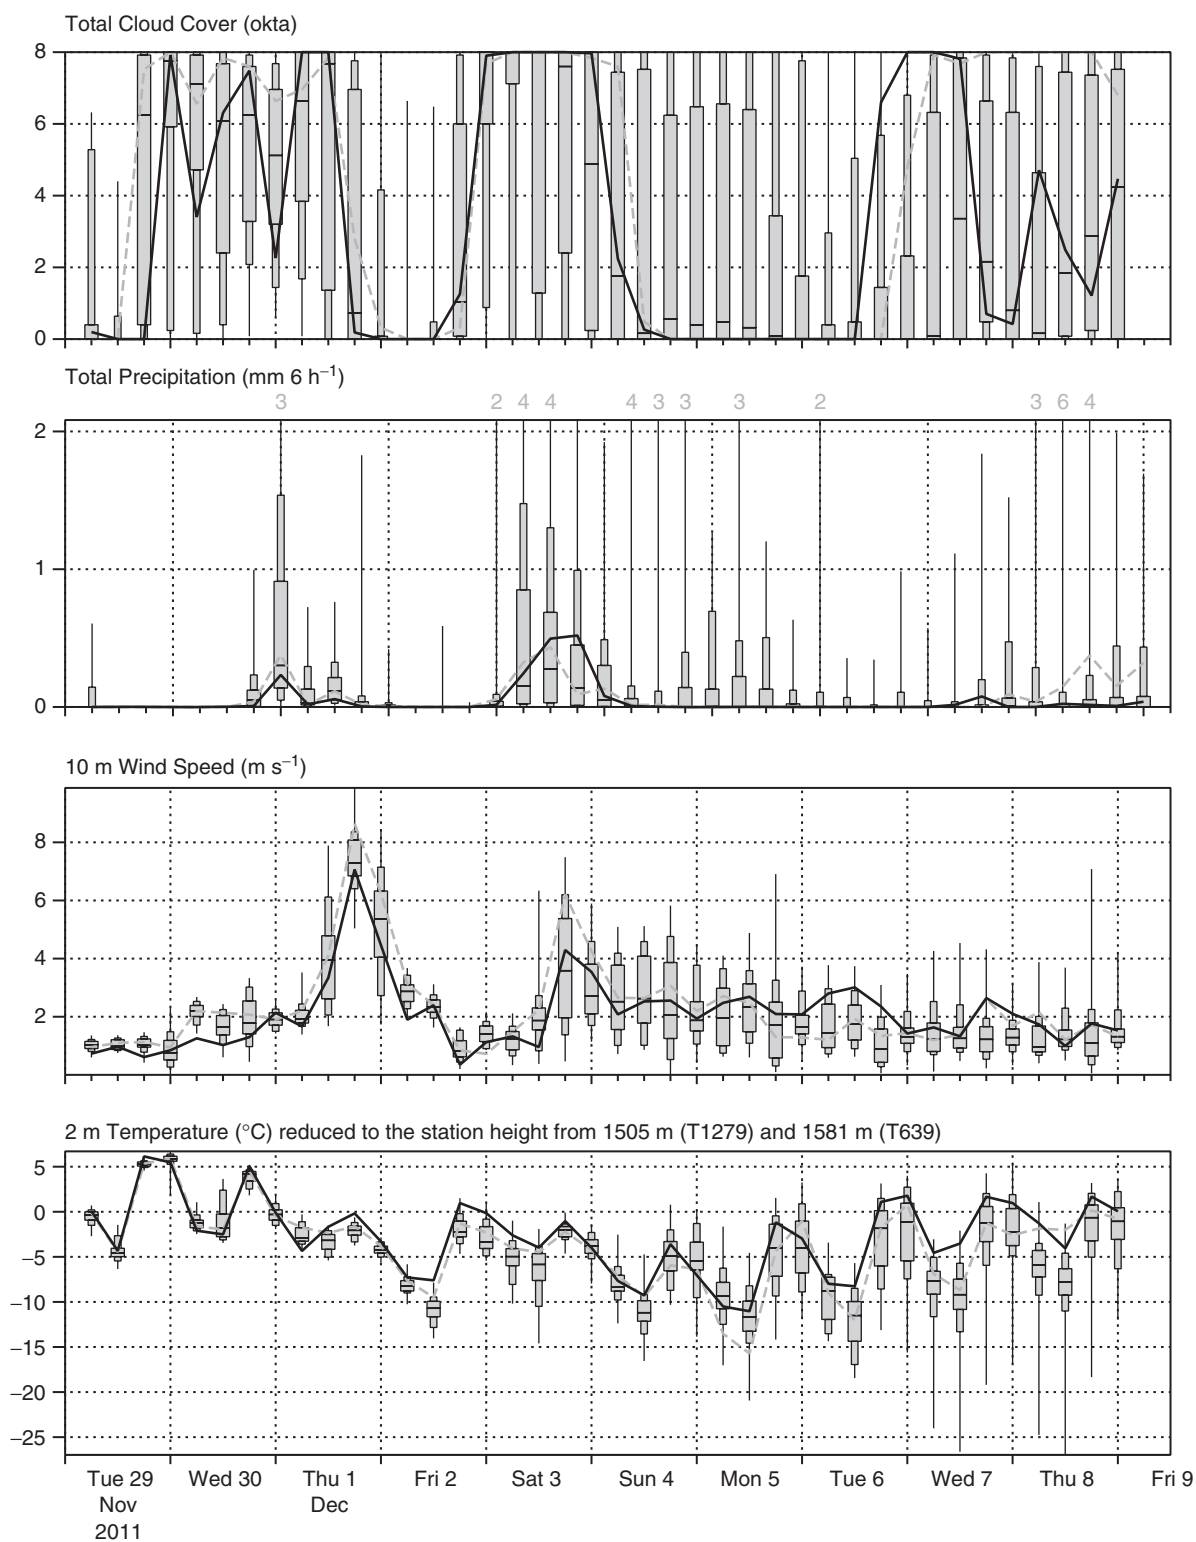 Total Cloud Cover (okta)
8
6
4
2
0
Total Precipitation (mm 6 h⁻¹)
3 2 4 4 4 3 3 3 2 3 6 4
2
1
0
10 m Wind Speed (m s⁻¹)
8
6
4
2
2 m Temperature (°C) reduced to the station height from 1505 m (T1279) and 1581 m (T639)
5
0
−5
−10
−15
−20
−25
Tue 29 Wed 30 Thu 1 Fri 2 Sat 3 Sun 4 Mon 5 Tue 6 Wed 7 Thu 8 Fri 9
Nov Dec
2011